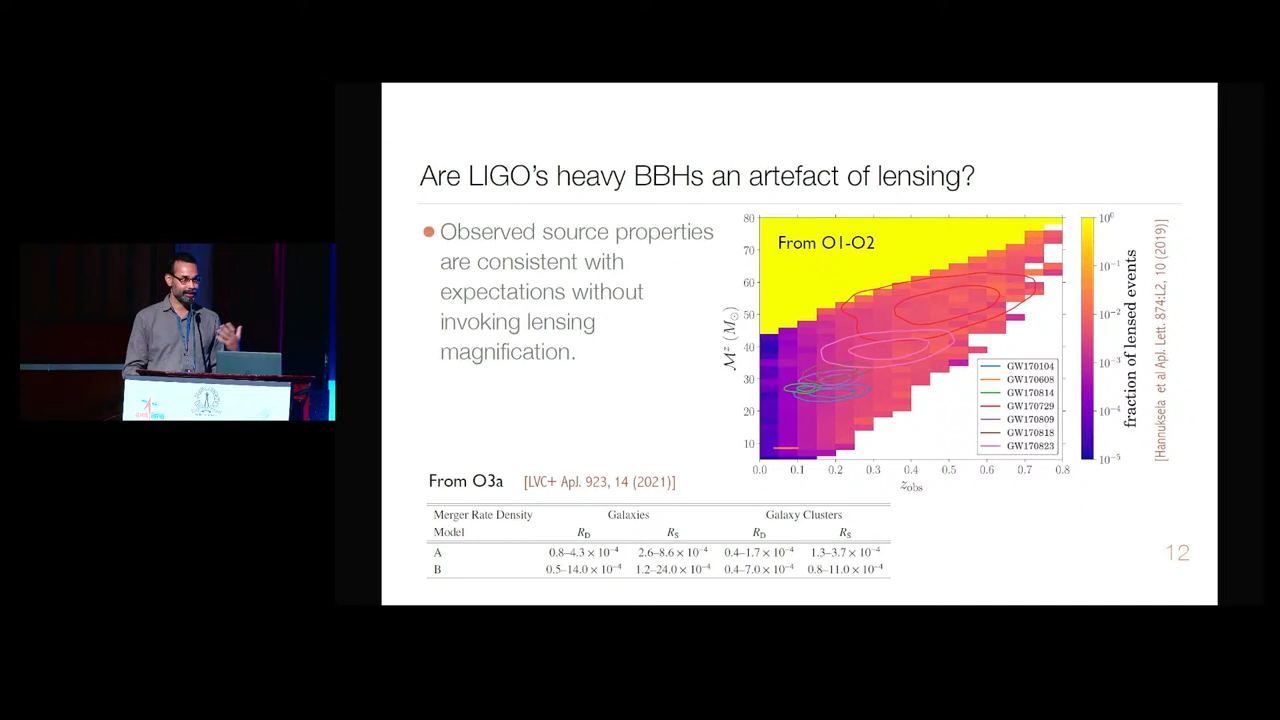 Are LIGO's heavy BBHs an artefact of lensing?
Observed source properties
are consistent with
expectations without
invoking lensing
magnification.
From O1-O2
80
70
60
50
40
30
20
10
ℳᶻ (M⊙)
0.0 0.1 0.2 0.3 0.4 0.5 0.6 0.7 0.8
z_obs
GW170104
GW170608
GW170814
GW170729
GW170809
GW170818
GW170823
10⁰
10⁻¹
10⁻²
10⁻³
10⁻⁴
10⁻⁵
fraction of lensed events
[Hannuksela et al Apl. Lett. 874:L2, 10 (2019)]
From O3a [LVC+ ApJ. 923, 14 (2021)]
Merger Rate Density Galaxies Galaxy Clusters
Model R_D R_S R_D R_S
A 0.8–4.3 × 10⁻⁴ 2.6–8.6 × 10⁻⁴ 0.4–1.7 × 10⁻⁴ 1.3–3.7 × 10⁻⁴
B 0.5–14.0 × 10⁻⁴ 1.2–24.0 × 10⁻⁴ 0.4–7.0 × 10⁻⁴ 0.8–11.0 × 10⁻⁴
12